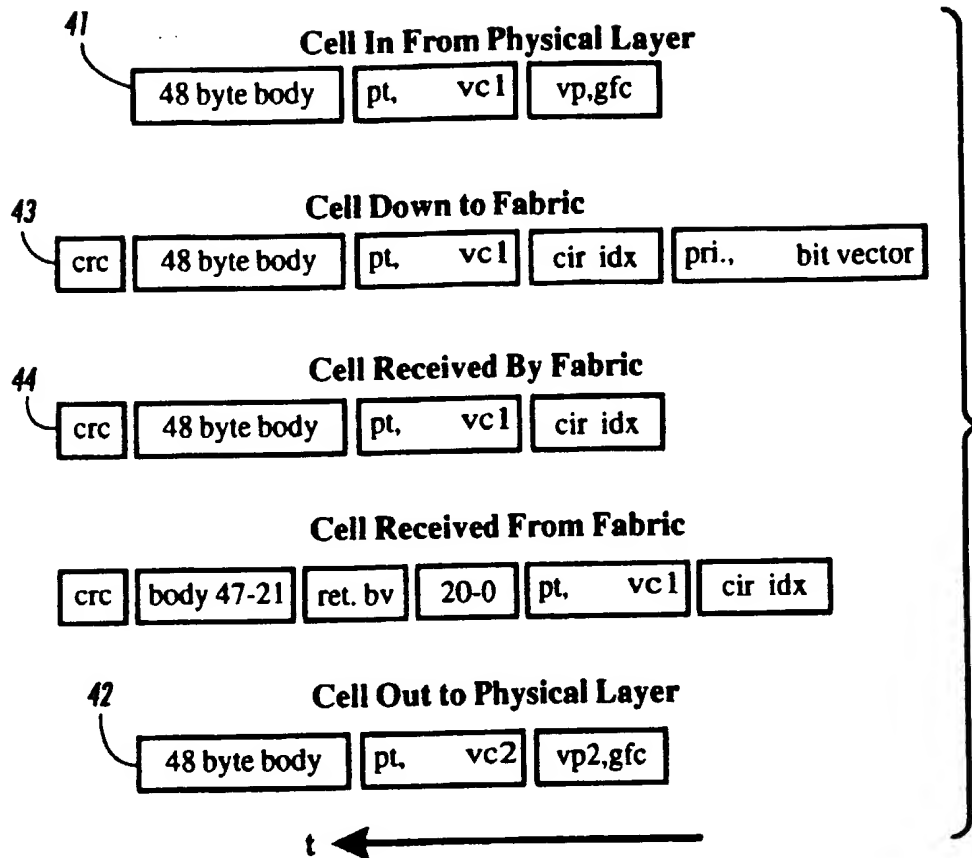 41
Cell In From Physical Layer
48 byte body pt, vc1 vp,gfc
43
Cell Down to Fabric
crc 48 byte body pt, vc1 cir idx pri., bit vector
44
Cell Received By Fabric
crc 48 byte body pt, vc1 cir idx
Cell Received From Fabric
crc body 47-21 ret. bv 20-0 pt, vc1 cir idx
42
Cell Out to Physical Layer
48 byte body pt, vc2 vp2,gfc
t